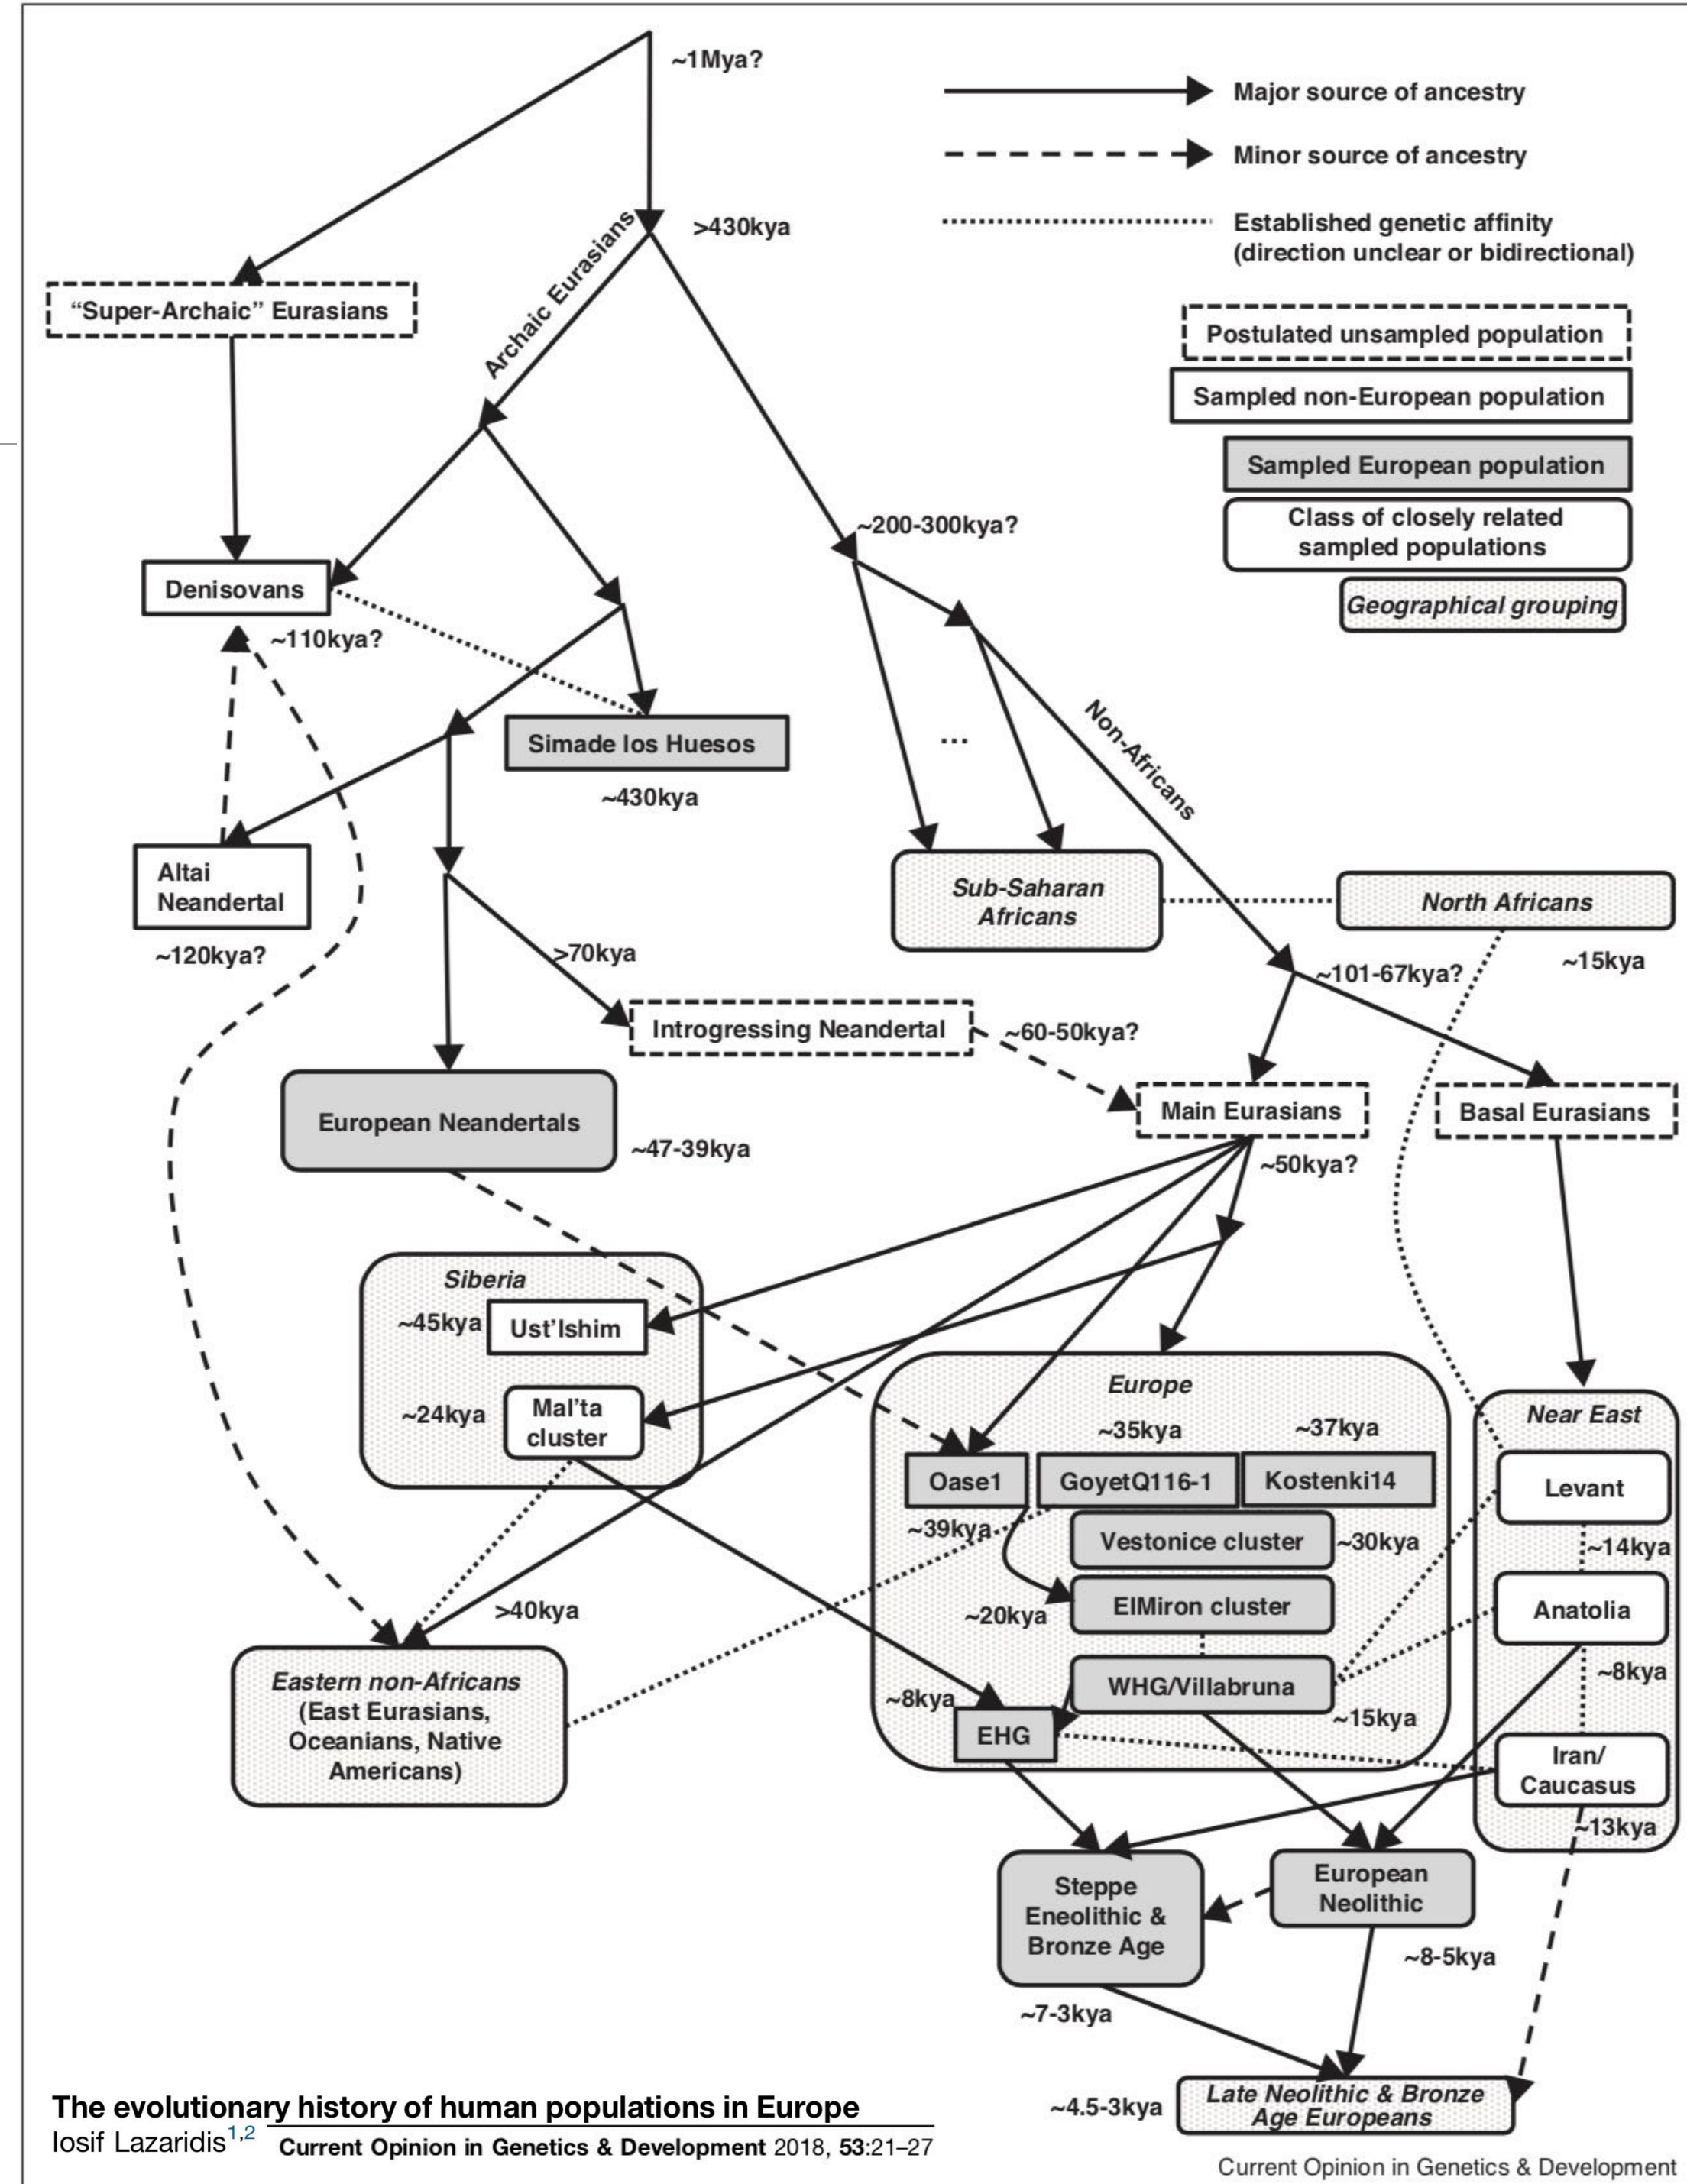 ~1Mya?
Major source of ancestry
Minor source of ancestry
Established genetic affinity
(direction unclear or bidirectional)
>430kya
Archaic Eurasians
"Super-Archaic" Eurasians
Postulated unsampled population
Sampled non-European population
Sampled European population
Class of closely related
sampled populations
Geographical grouping
~200-300kya?
Denisovans
~110kya?
Simade los Huesos
~430kya
...
Non-Africans
Altai
Neandertal
~120kya?
Sub-Saharan
Africans
North Africans
~15kya
>70kya
~101-67kya?
Introgressing Neandertal
~60-50kya?
Main Eurasians
Basal Eurasians
~50kya?
European Neandertals
~47-39kya
Siberia
~45kya
Ust'Ishim
~24kya
Mal'ta
cluster
Europe
~35kya
~37kya
Oase1
GoyetQ116-1
Kostenki14
~39kya
Vestonice cluster
~30kya
~20kya
ElMiron cluster
WHG/Villabruna
~15kya
~8kya
EHG
Near East
Levant
~14kya
Anatolia
~8kya
Iran/
Caucasus
~13kya
>40kya
Eastern non-Africans
(East Eurasians,
Oceanians, Native
Americans)
Steppe
Eneolithic &
Bronze Age
~7-3kya
European
Neolithic
~8-5kya
~4.5-3kya
Late Neolithic & Bronze
Age Europeans
The evolutionary history of human populations in Europe
Iosif Lazaridis1,2
Current Opinion in Genetics & Development 2018, 53:21–27
Current Opinion in Genetics & Development